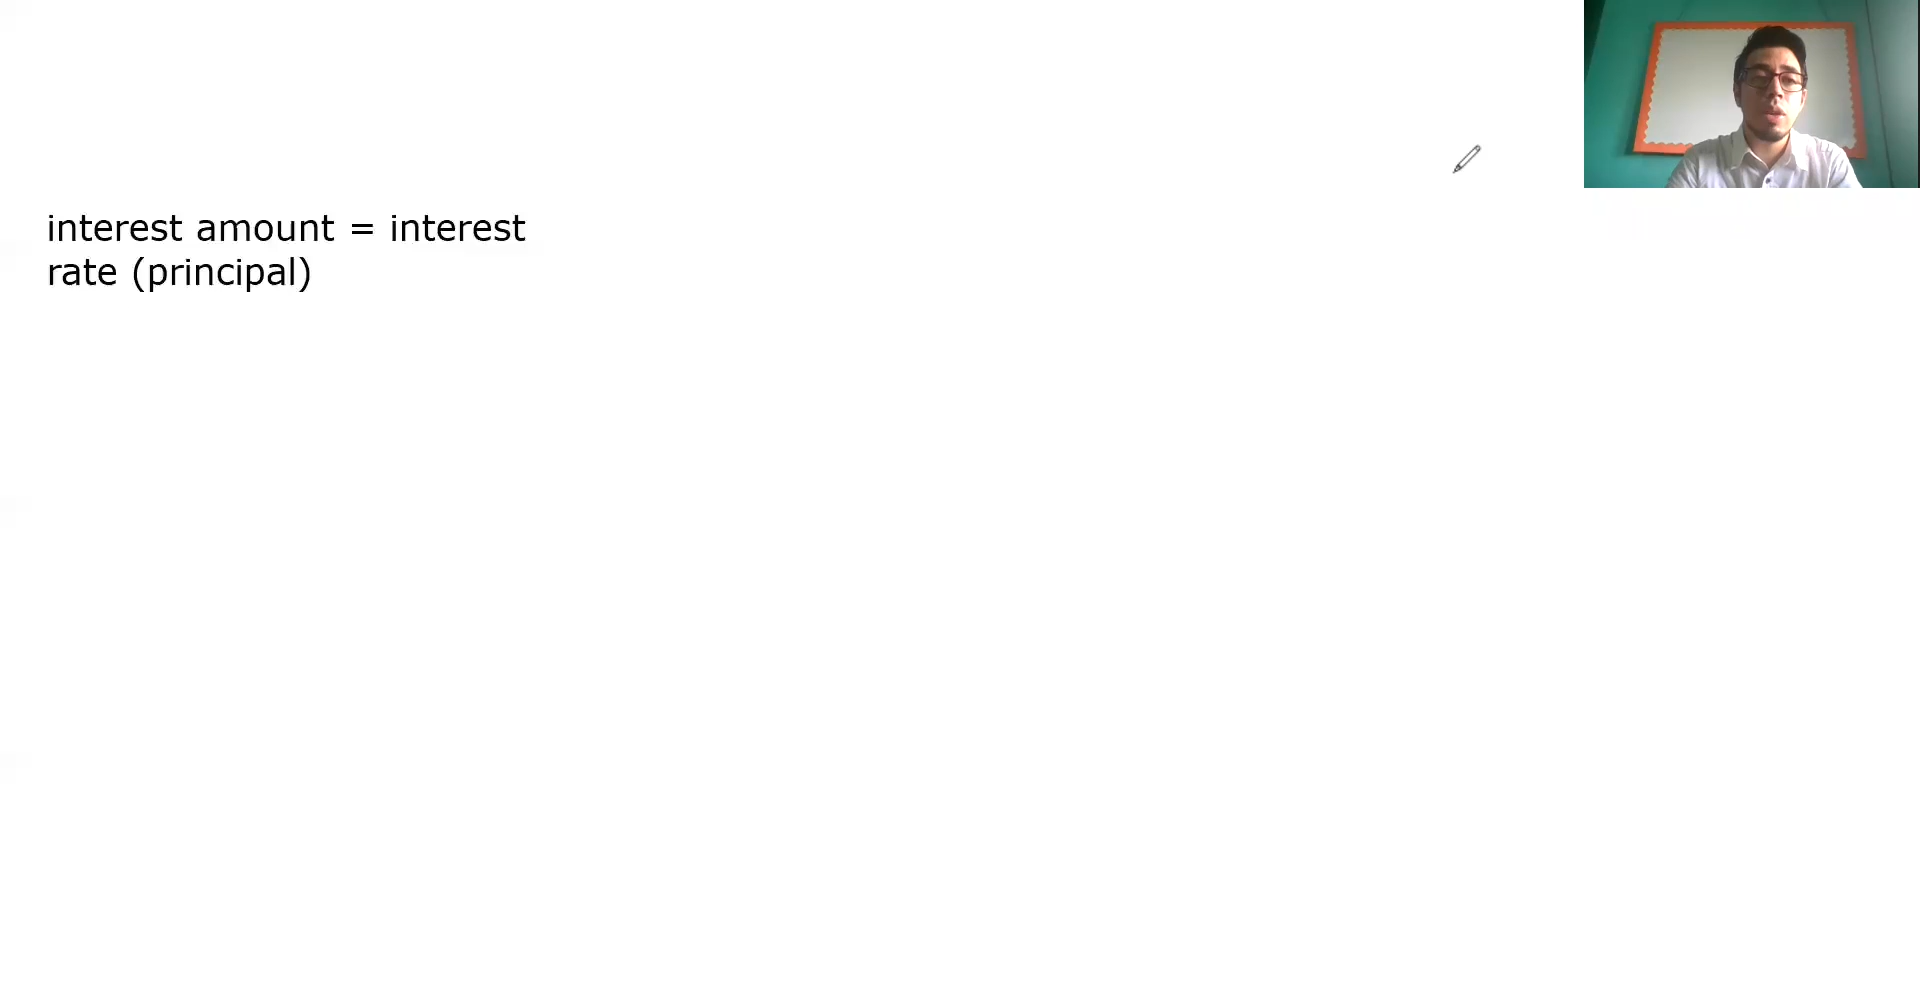 interest amount = interest
rate (principal)